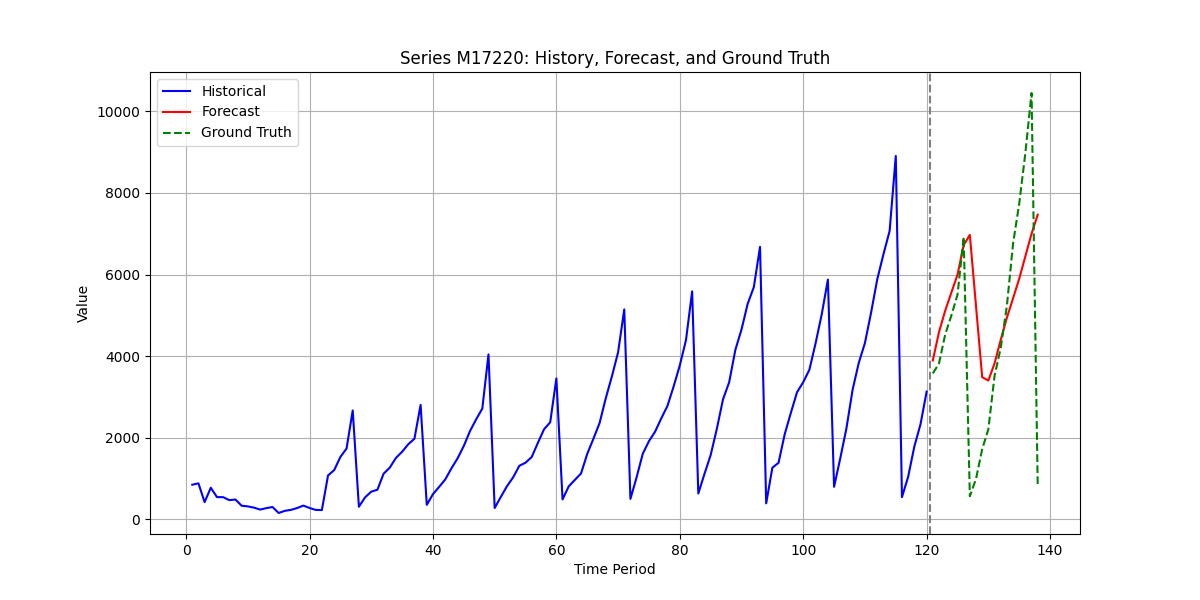 Series M17220: History, Forecast, and Ground Truth
Historical
Forecast
Ground Truth
10000
8000
6000
4000
2000
0
Value
0 20 40 60 80 100 120 140
Time Period